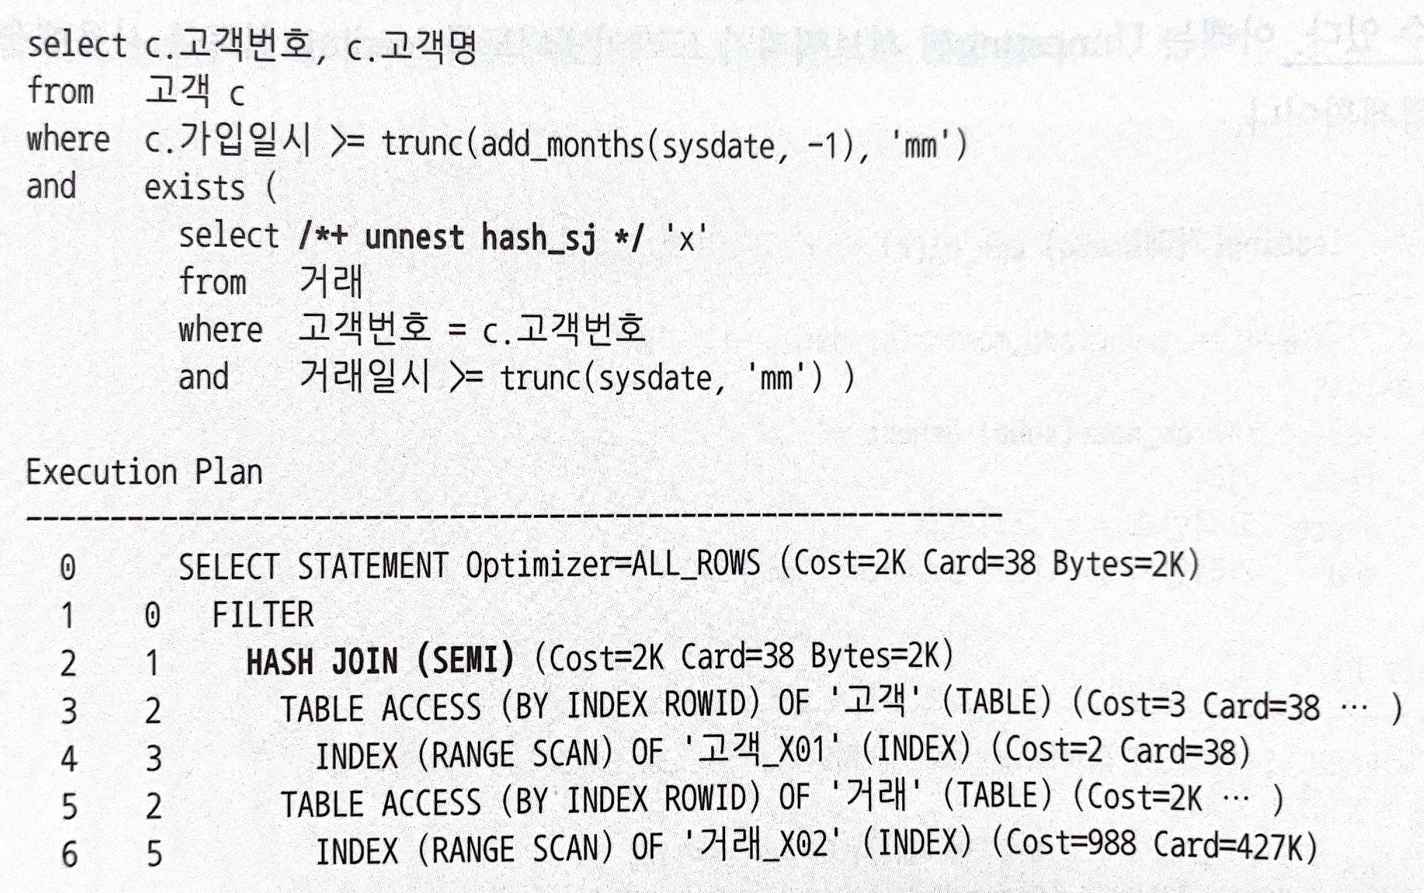 select c.고객번호, c.고객명
from   고객 c
where  c.가입일시 >= trunc(add_months(sysdate, -1), 'mm')
and    exists (
         select /*+ unnest hash_sj */ 'x'
         from   거래
         where  고객번호 = c.고객번호
         and    거래일시 >= trunc(sysdate, 'mm') )
Execution Plan
----------------------------------------------------------
0      SELECT STATEMENT Optimizer=ALL_ROWS (Cost=2K Card=38 Bytes=2K)
1    0   FILTER
2    1     HASH JOIN (SEMI) (Cost=2K Card=38 Bytes=2K)
3    2       TABLE ACCESS (BY INDEX ROWID) OF '고객' (TABLE) (Cost=3 Card=38 … )
4    3         INDEX (RANGE SCAN) OF '고객_X01' (INDEX) (Cost=2 Card=38)
5    2       TABLE ACCESS (BY INDEX ROWID) OF '거래' (TABLE) (Cost=2K … )
6    5         INDEX (RANGE SCAN) OF '거래_X02' (INDEX) (Cost=988 Card=427K)